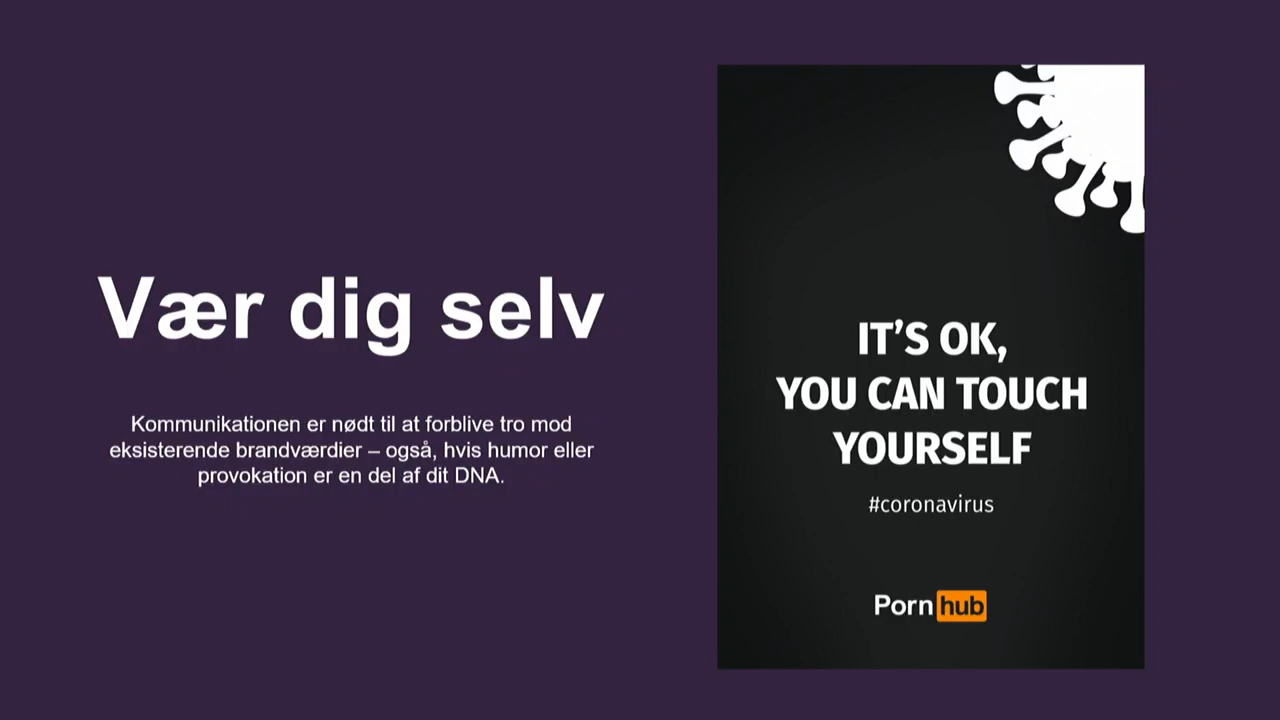 Vær dig selv
Kommunikationen er nødt til at forblive tro mod
eksisterende brandværdier – også, hvis humor eller
provokation er en del af dit DNA.
IT’S OK,
YOU CAN TOUCH
YOURSELF
#coronavirus
Pornhub